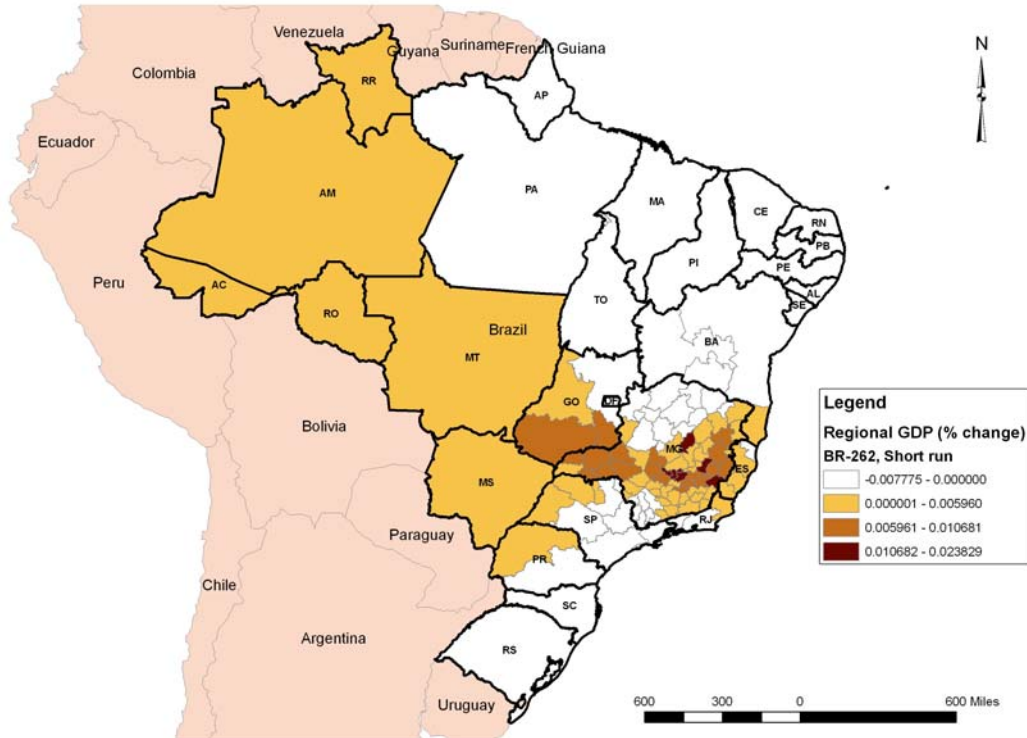 Venezuela
Guyana
Suriname
French Guiana
Colombia
N
RR
AP
Ecuador
AM
PA
MA
CE
RN
PB
PI
PE
AL
SE
Peru
AC
RO
TO
Brazil
BA
MT
GO
DF
Legend
Regional GDP (% change)
BR-262, Short run
-0.007775 - 0.000000
0.000001 - 0.005960
0.005961 - 0.010681
0.010682 - 0.023829
Bolivia
MG
ES
MS
SP
RJ
Paraguay
PR
Chile
SC
Argentina
RS
Uruguay
600 300 0 600 Miles